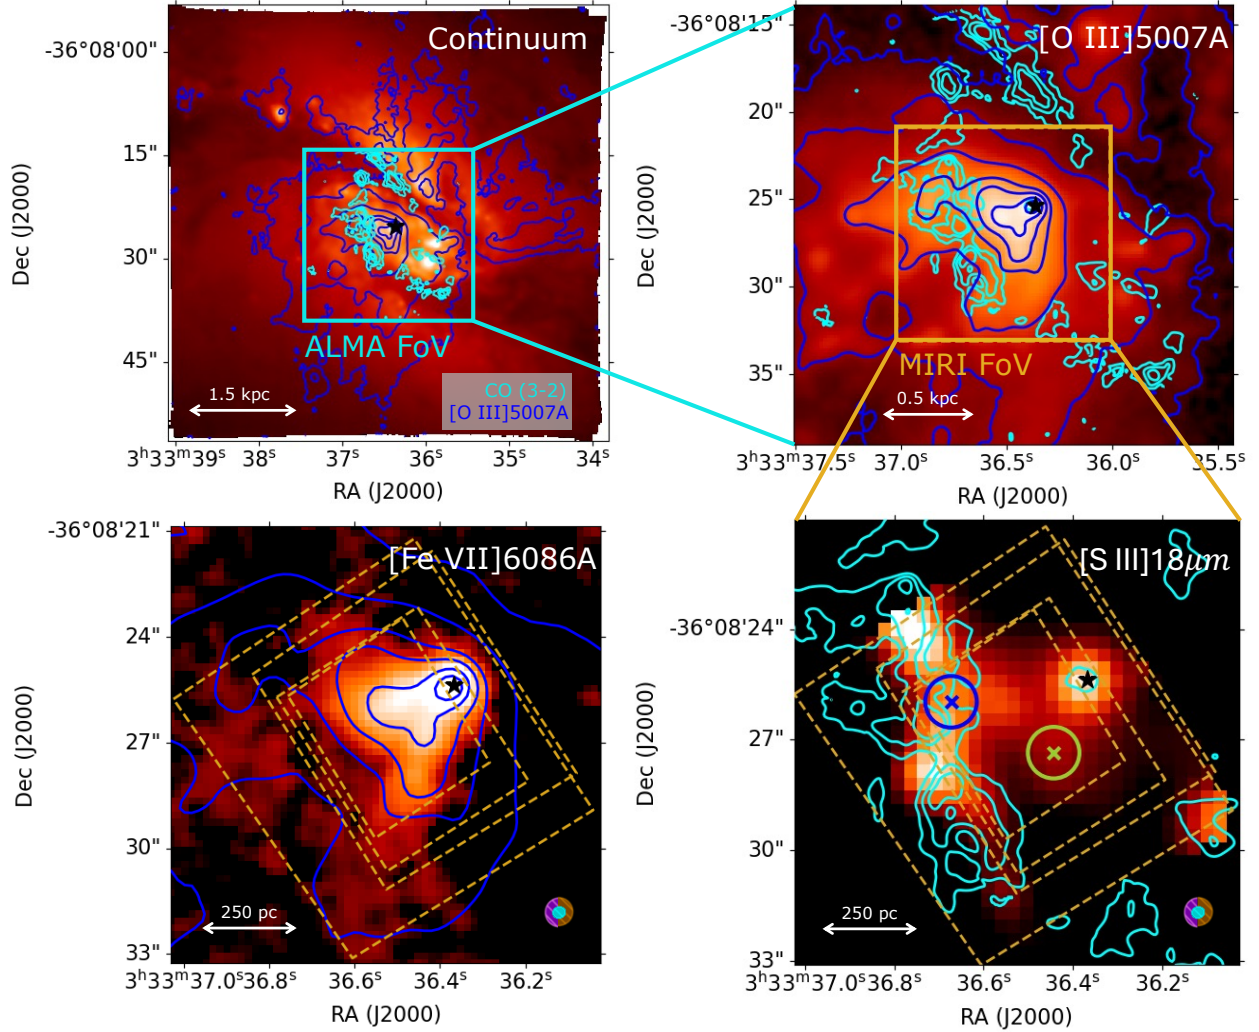 Continuum
-36°08'00"
15"
30"
45"
Dec (J2000)
ALMA FoV
CO (3-2)
[O III]5007A
1.5 kpc
3ʰ33ᵐ39ˢ 38ˢ 37ˢ 36ˢ 35ˢ 34ˢ
RA (J2000)
[O III]5007A
-36°08'15"
20"
25"
30"
35"
Dec (J2000)
MIRI FoV
0.5 kpc
3ʰ33ᵐ37.5ˢ 37.0ˢ 36.5ˢ 36.0ˢ 35.5ˢ
RA (J2000)
[Fe VII]6086A
-36°08'21"
24"
27"
30"
33"
Dec (J2000)
250 pc
3ʰ33ᵐ37.0ˢ 36.8ˢ 36.6ˢ 36.4ˢ 36.2ˢ
RA (J2000)
[S III]18μm
-36°08'24"
27"
30"
33"
Dec (J2000)
250 pc
3ʰ33ᵐ37.0ˢ 36.8ˢ 36.6ˢ 36.4ˢ 36.2ˢ
RA (J2000)